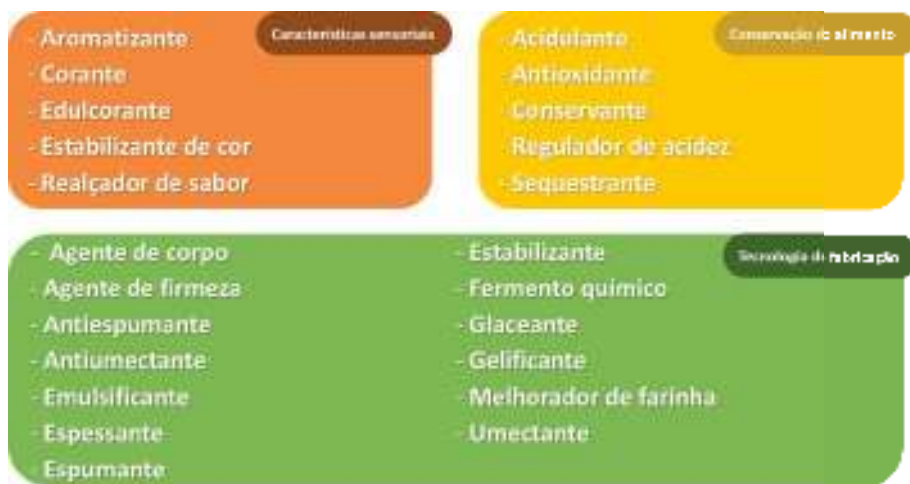 Características sensoriais
- Aromatizante
- Corante
- Edulcorante
- Estabilizante de cor
- Realçador de sabor
Conservação do alimento
- Acidulante
- Antioxidante
- Conservante
- Regulador de acidez
- Sequestrante
Tecnologia de fabricação
- Agente de corpo
- Agente de firmeza
- Antiespumante
- Antiumectante
- Emulsificante
- Espessante
- Espumante
- Estabilizante
- Fermento químico
- Glaceante
- Gelificante
- Melhorador de farinha
- Umectante